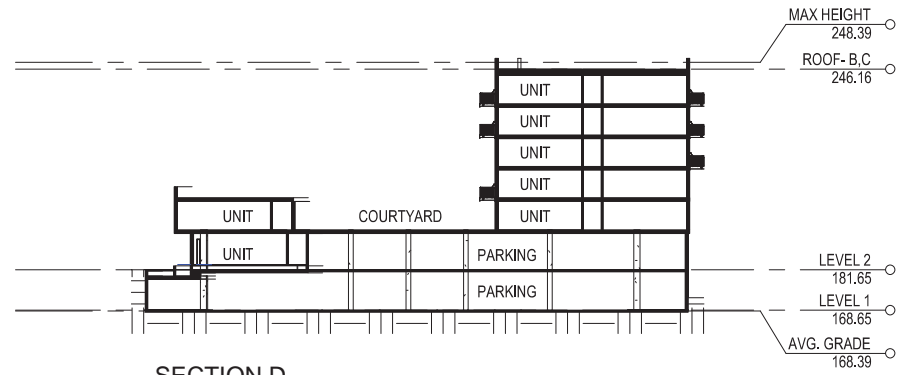 MAX HEIGHT
248.39
ROOF- B,C
246.16
UNIT
UNIT
UNIT
UNIT
UNIT COURTYARD UNIT
UNIT PARKING
LEVEL 2
181.65
PARKING
LEVEL 1
168.65
AVG. GRADE
168.39
SECTION D